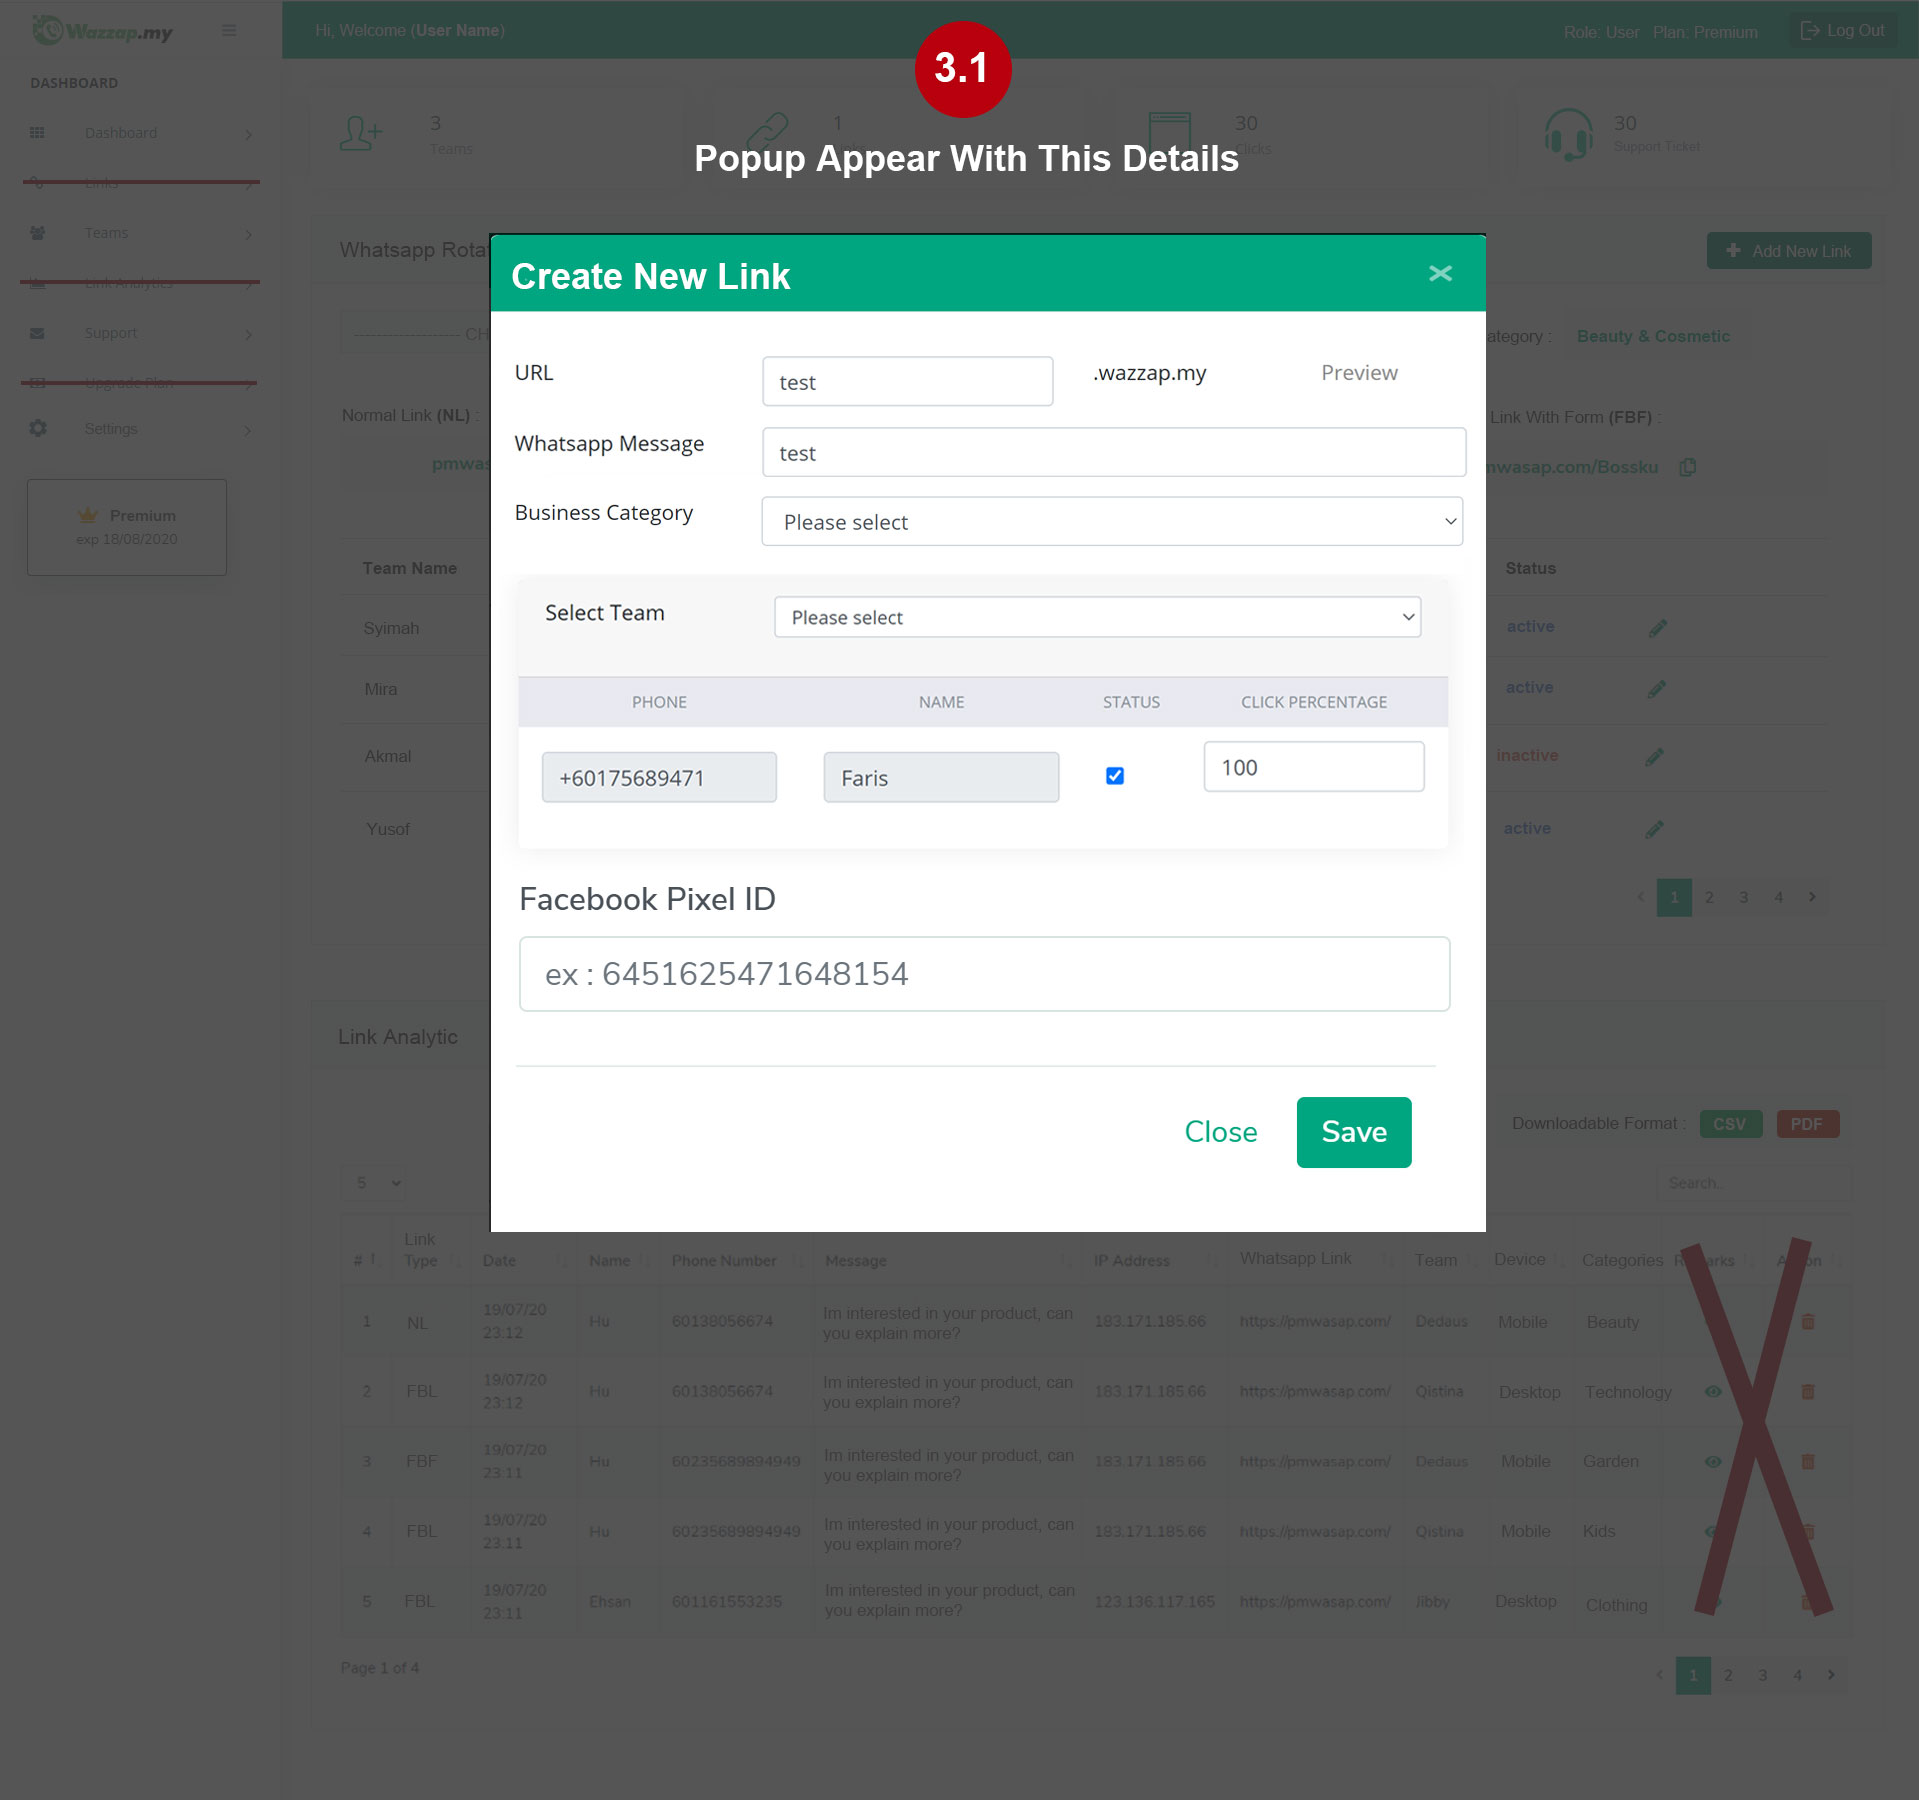 Wazzap.my
Hi, Welcome (User Name)
Role: User Plan: Premium
Log Out
3.1
Popup Appear With This Details
DASHBOARD
Dashboard
Links
Teams
Link Analytics
Support
Upgrade Plan
Settings
Premium
exp 18/08/2020
3
Teams
1
30
Clicks
30
Support Ticket
Whatsapp Rotat
Add New Link
------------------- CH
ategory :
Beauty & Cosmetic
Normal Link (NL) :
Link With Form (FBF) :
pmwas
mwasap.com/Bossku
Team Name
Status
Syimah
active
Mira
active
Akmal
inactive
Yusof
active
1 2 3 4
Create New Link
URL
test
.wazzap.my
Preview
Whatsapp Message
test
Business Category
Please select
Select Team
Please select
PHONE NAME STATUS CLICK PERCENTAGE
+60175689471 Faris 100
Facebook Pixel ID
ex : 6451625471648154
Close
Save
Link Analytic
Downloadable Format :
CSV
PDF
5
Search..
# Link Type Date Name Phone Number Message IP Address Whatsapp Link Team Device Categories
1 NL 19/07/20 23:12 Hu 60138056674 Im interested in your product, can you explain more? 183.171.185.66 https://pmwasap.com/ Dedaus Mobile Beauty
2 FBL 19/07/20 23:12 Hu 60138056674 Im interested in your product, can you explain more? 183.171.185.66 https://pmwasap.com/ Qistina Desktop Technology
3 FBF 19/07/20 23:11 Hu 60235689894949 Im interested in your product, can you explain more? 183.171.185.66 https://pmwasap.com/ Dedaus Mobile Garden
4 FBL 19/07/20 23:11 Hu 60235689894949 Im interested in your product, can you explain more? 183.171.185.66 https://pmwasap.com/ Qistina Mobile Kids
5 FBL 19/07/20 23:11 Ehsan 601161553235 Im interested in your product, can you explain more? 123.136.117.165 https://pmwasap.com/ Jibby Desktop Clothing
Page 1 of 4
1 2 3 4